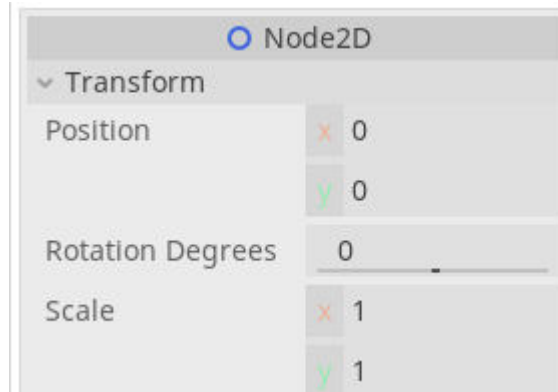 Node2D
Transform
Position x 0
y 0
Rotation Degrees 0
Scale x 1
y 1